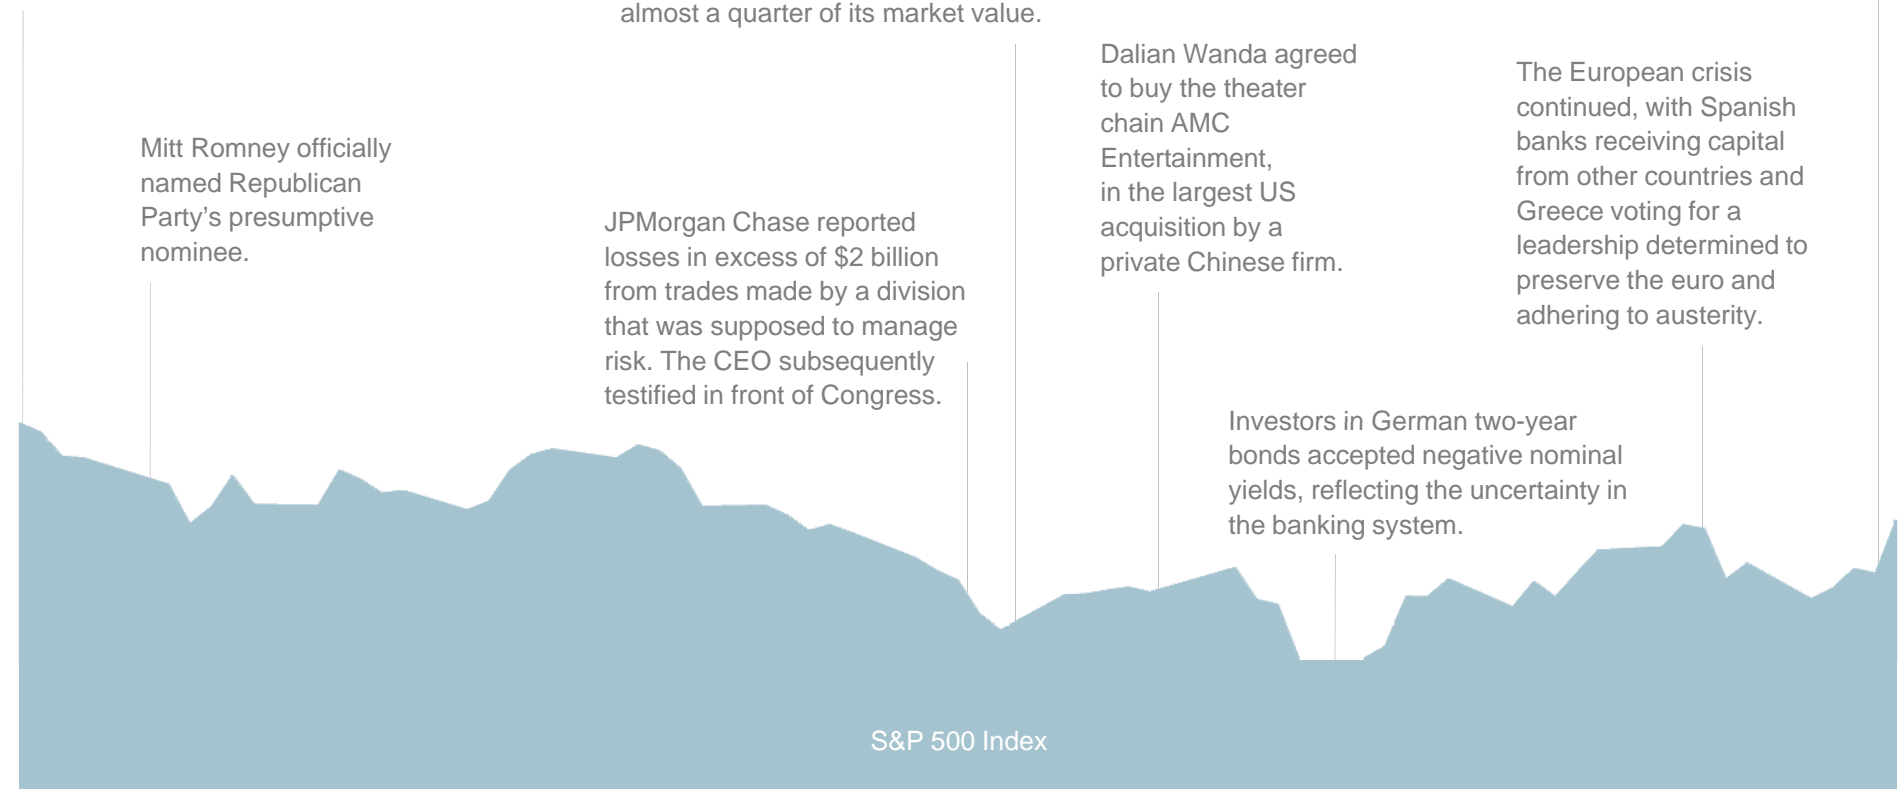 almost a quarter of its market value.
Dalian Wanda agreed
to buy the theater
chain AMC
Entertainment,
in the largest US
acquisition by a
private Chinese firm.
The European crisis
continued, with Spanish
banks receiving capital
from other countries and
Greece voting for a
leadership determined to
preserve the euro and
adhering to austerity.
Mitt Romney officially
named Republican
Party’s presumptive
nominee.
JPMorgan Chase reported
losses in excess of $2 billion
from trades made by a division
that was supposed to manage
risk. The CEO subsequently
testified in front of Congress.
Investors in German two-year
bonds accepted negative nominal
yields, reflecting the uncertainty in
the banking system.
S&P 500 Index